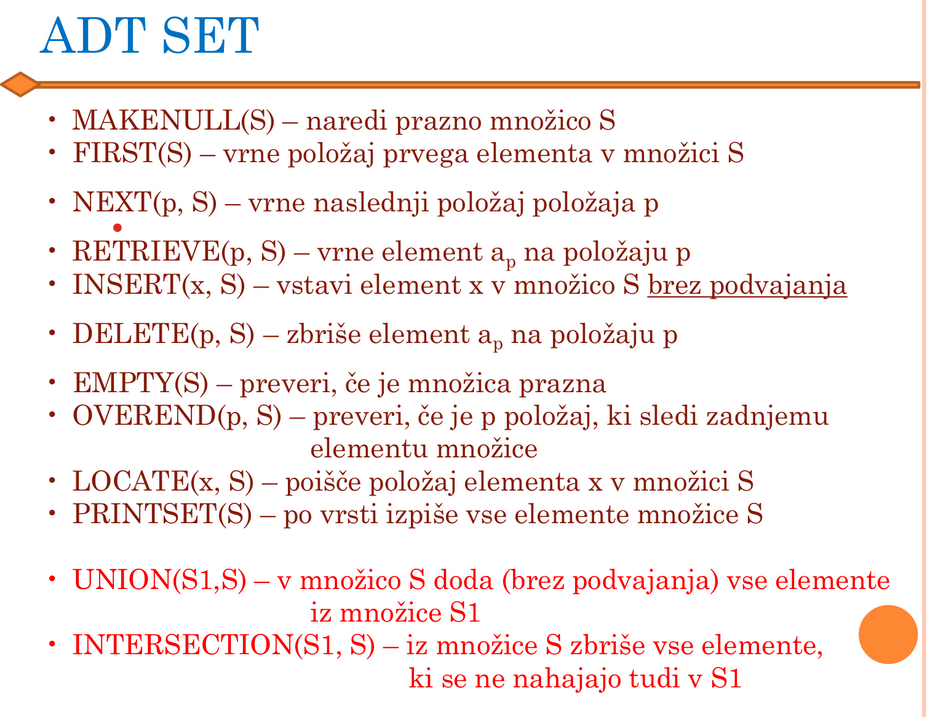 ADT SET
• MAKENULL(S) – naredi prazno množico S
• FIRST(S) – vrne položaj prvega elementa v množici S
• NEXT(p, S) – vrne naslednji položaj položaja p
• RETRIEVE(p, S) – vrne element aₚ na položaju p
• INSERT(x, S) – vstavi element x v množico S brez podvajanja
• DELETE(p, S) – zbriše element aₚ na položaju p
• EMPTY(S) – preveri, če je množica prazna
• OVEREND(p, S) – preveri, če je p položaj, ki sledi zadnjemu
elementu množice
• LOCATE(x, S) – poišče položaj elementa x v množici S
• PRINTSET(S) – po vrsti izpiše vse elemente množice S
• UNION(S1,S) – v množico S doda (brez podvajanja) vse elemente
iz množice S1
• INTERSECTION(S1, S) – iz množice S zbriše vse elemente,
ki se ne nahajajo tudi v S1